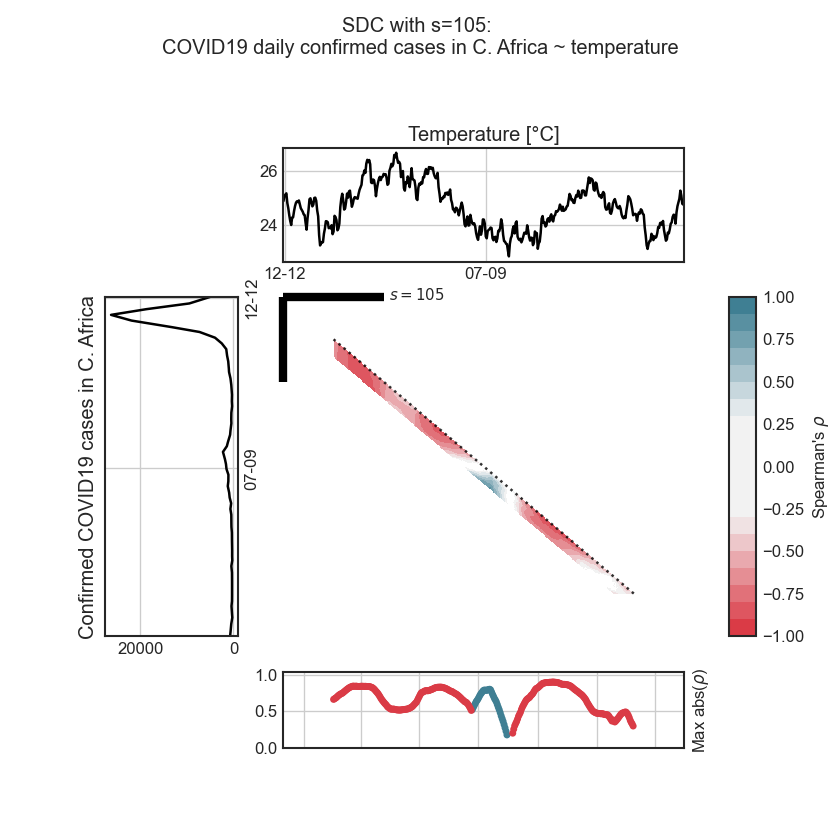 SDC with s=105:
COVID19 daily confirmed cases in C. Africa ~ temperature
Temperature [°C]
26
24
12-12
07-09
s = 105
Confirmed COVID19 cases in C. Africa
12-12
07-09
20000
0
1.00
0.75
0.50
0.25
0.00
−0.25
−0.50
−0.75
−1.00
Spearman's ρ
1.0
0.5
0.0
Max abs(ρ)